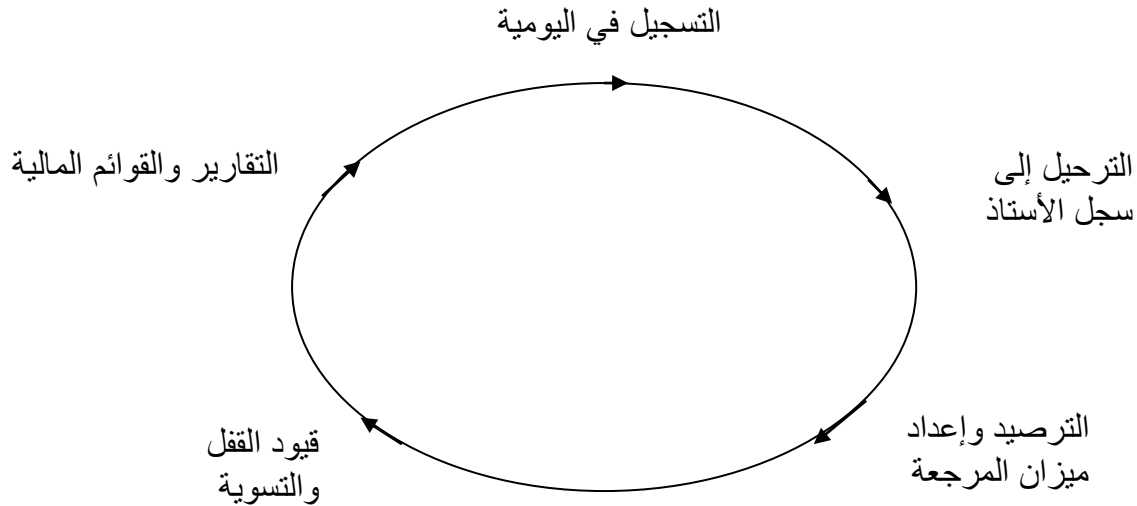 التسجيل في اليومية
الترحيل إلى
سجل الأستاذ
الترصيد وإعداد
ميزان المرجعة
قيود القفل
والتسوية
التقارير والقوائم المالية